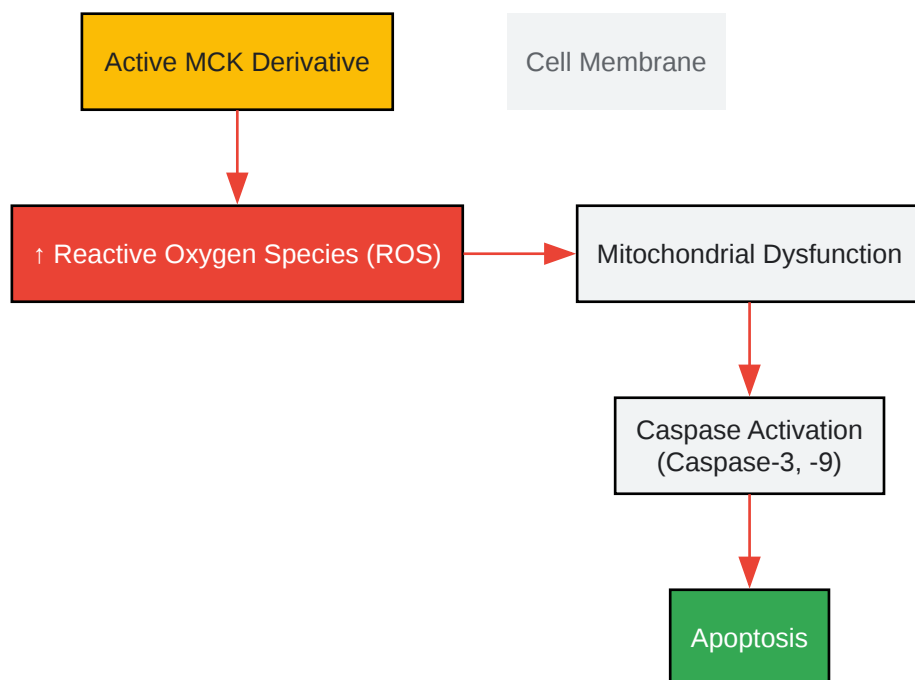 Active MCK Derivative
Cell Membrane
↑ Reactive Oxygen Species (ROS)
Mitochondrial Dysfunction
Caspase Activation
(Caspase-3, -9)
Apoptosis